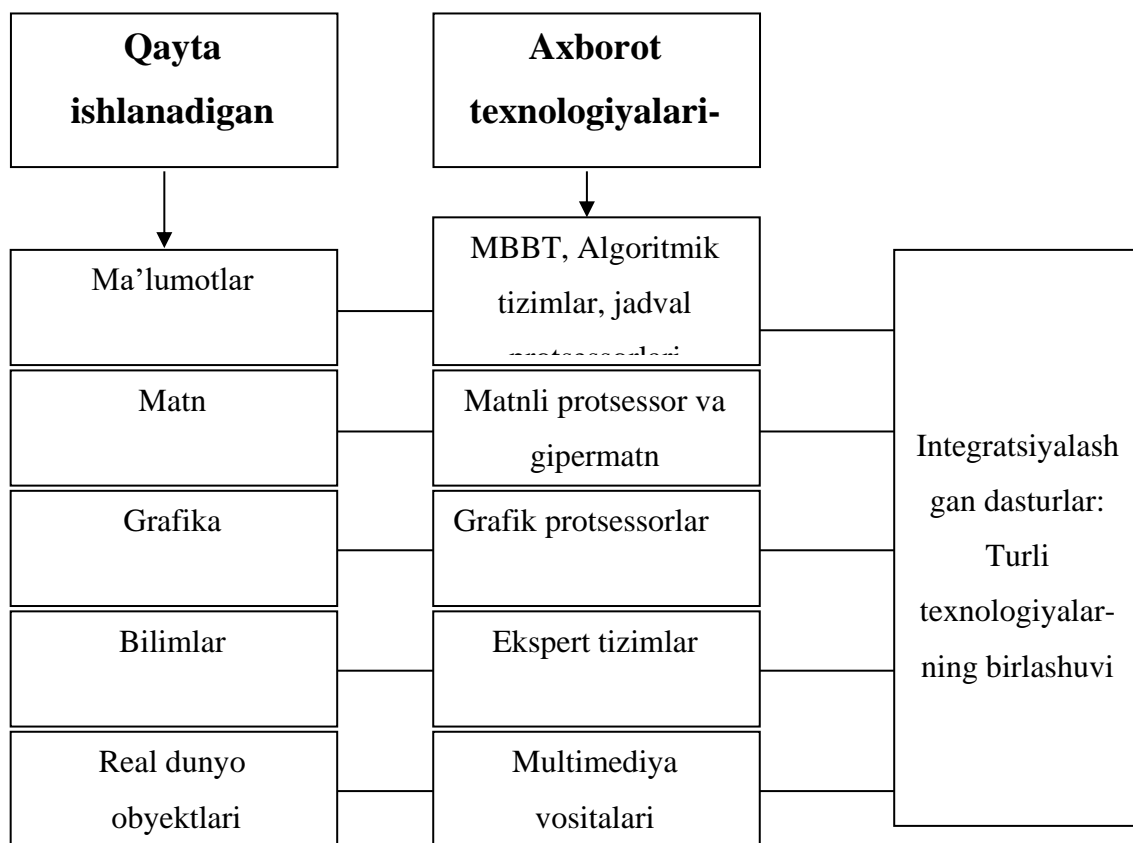 Qayta
ishlanadigan
Axborot
texnologiyalari-
Ma’lumotlar
MBBT, Algoritmik
tizimlar, jadval
Matn
Matnli protsessor va
gipermatn
Grafika
Grafik protsessorlar
Bilimlar
Ekspert tizimlar
Real dunyo
obyektlari
Multimediya
vositalari
Integratsiyalash
gan dasturlar:
Turli
texnologiyalar-
ning birlashuvi